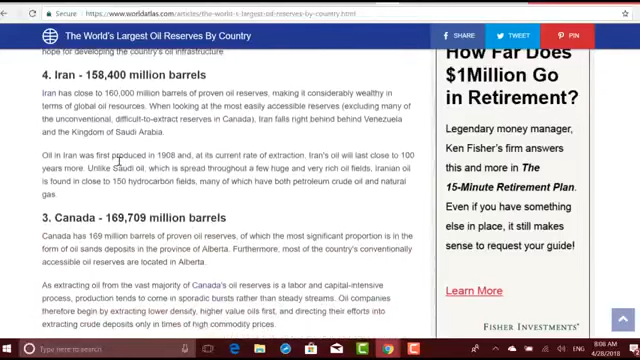 Secure
https://www.worldatlas.com/articles/the-world-s-largest-oil-reserves-by-country.html
The World's Largest Oil Reserves By Country
SHARE
TWEET
PIN
hope for developing the country's oil infrastructure
4. Iran - 158,400 million barrels
Iran has close to 160,000 million barrels of proven oil reserves, making it considerably wealthy in
terms of global oil resources. When looking at the most easily accessible reserves (excluding many of
the unconventional, difficult-to-extract reserves in Canada), Iran falls right behind behind Venezuela
and the Kingdom of Saudi Arabia.
Oil in Iran was first produced in 1908 and, at its current rate of extraction. Iran's oil will last close to 100
years more. Unlike Saudi oil, which is spread throughout a few huge and very rich oil fields, Iranian oil
is found in close to 150 hydrocarbon fields, many of which have both petroleum crude oil and natural
gas.
3. Canada - 169,709 million barrels
Canada has 169 million barrels of proven oil reserves, of which the most significant proportion is in the
form of oil sands deposits in the province of Alberta. Furthermore, most of the country's conventionally
accessible oil reserves are located in Alberta.
As extracting oil from the vast majority of Canada's oil reserves is a labor and capital-intensive
process, production tends to come in sporadic bursts rather than steady streams. Oil companies
therefore begin by extracting lower density, higher value oils first, and directing their efforts into
extracting crude deposits only in times of high commodity prices.
How Far Does
$1Million Go
in Retirement?
Legendary money manager,
Ken Fisher's firm answers
this and more in The
15-Minute Retirement Plan.
Even if you have something
else in place, it still makes
sense to request your guide!
Learn More
FISHER INVESTMENTS
Type here to search
ENG
8:06 AM
4/28/2018